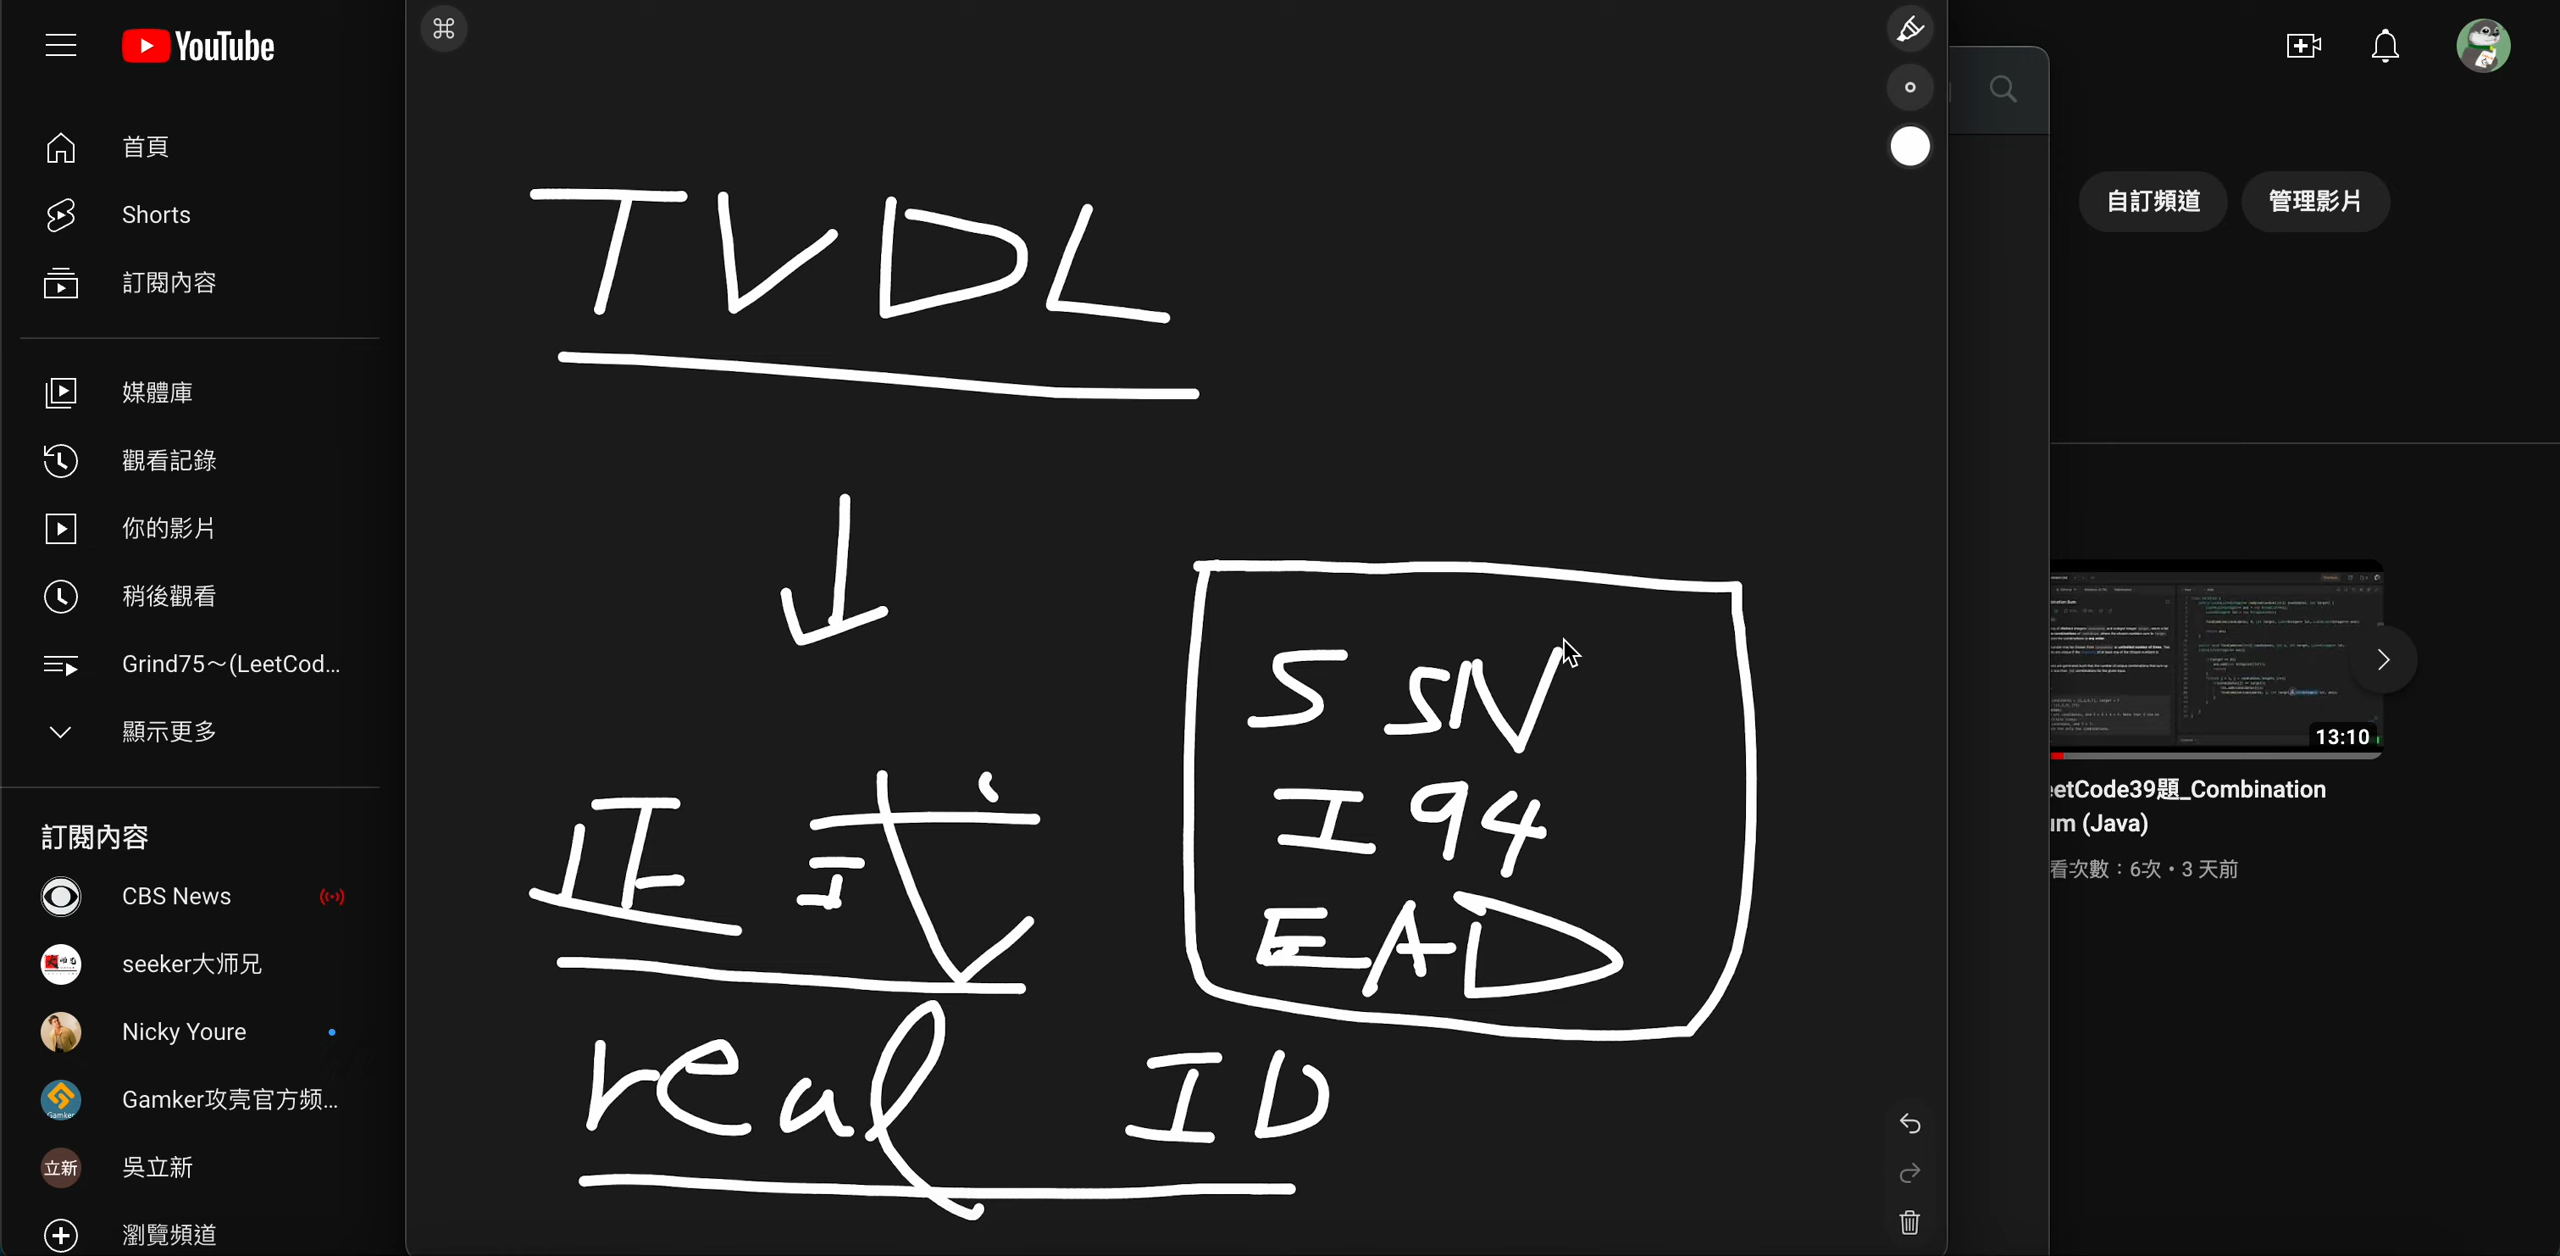 YouTube
首頁
Shorts
訂閱內容
媒體庫
觀看記錄
你的影片
稍後觀看
Grind75～(LeetCod...
顯示更多
訂閱內容
CBS News
seeker大师兄
Nicky Youre
Gamker攻壳官方频...
立新
吳立新
瀏覽頻道
TVDL
正式
real ID
SSN
I94
EAD
自訂頻道
管理影片
13:10
eetCode39題_Combination
um (Java)
看次數：6次・3 天前